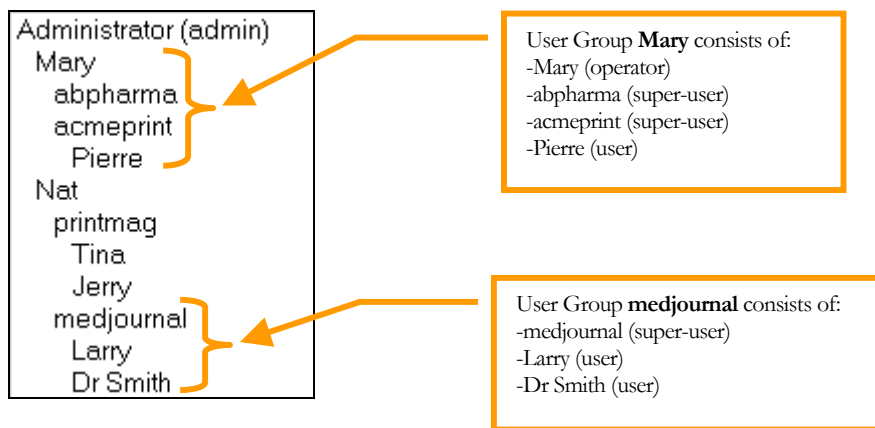 Administrator (admin)
Mary
abpharma
acmeprint
Pierre
Nat
printmag
Tina
Jerry
medjournal
Larry
Dr Smith
User Group Mary consists of:
-Mary (operator)
-abpharma (super-user)
-acmeprint (super-user)
-Pierre (user)
User Group medjournal consists of:
-medjournal (super-user)
-Larry (user)
-Dr Smith (user)